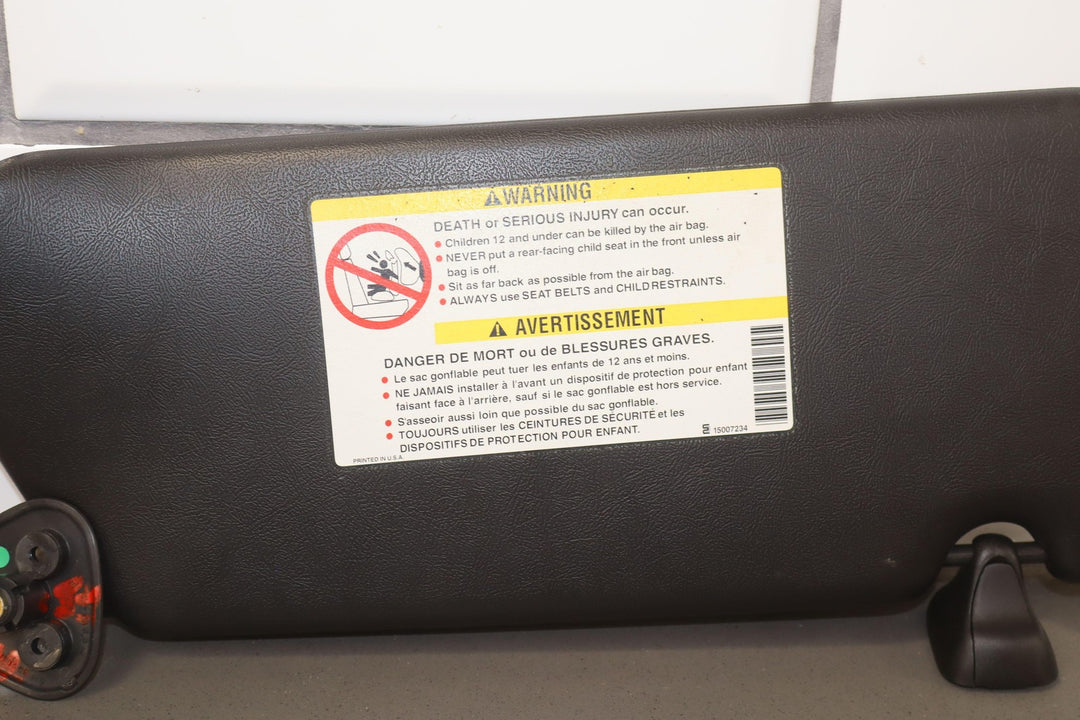 WARNING
DEATH or SERIOUS INJURY can occur.
Children 12 and under can be killed by the air bag.
NEVER put a rear-facing child seat in the front unless air
bag is off.
Sit as far back as possible from the air bag.
ALWAYS use SEAT BELTS and CHILD RESTRAINTS.
AVERTISSEMENT
DANGER DE MORT ou de BLESSURES GRAVES.
Le sac gonflable peut tuer les enfants de 12 ans et moins.
NE JAMAIS installer à l'avant un dispositif de protection pour enfant
faisant face à l'arrière, sauf si le sac gonflable est hors service.
S'asseoir aussi loin que possible du sac gonflable.
TOUJOURS utiliser les CEINTURES DE SÉCURITÉ et les
DISPOSITIFS DE PROTECTION POUR ENFANT.
15007234
PRINTED IN U.S.A.